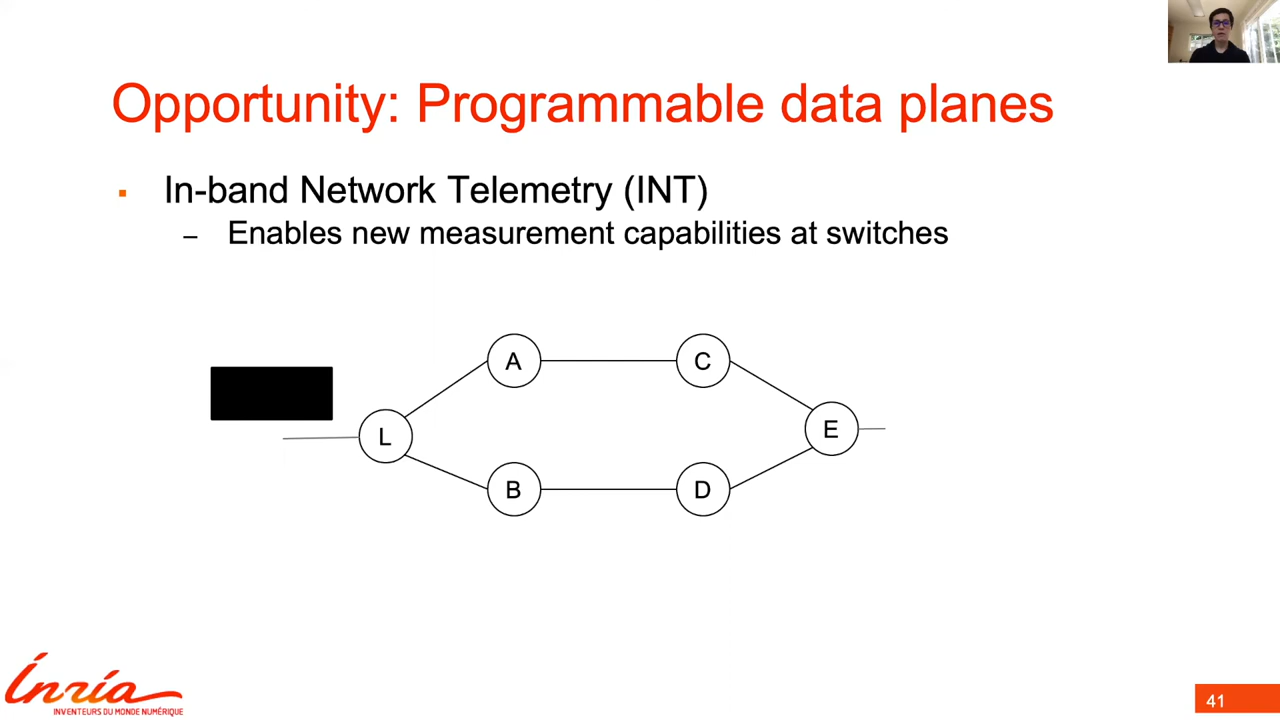 Opportunity: Programmable data planes
▪ In-band Network Telemetry (INT)
– Enables new measurement capabilities at switches
A
C
L
E
B
D
Inria
INVENTEURS DU MONDE NUMÉRIQUE
41